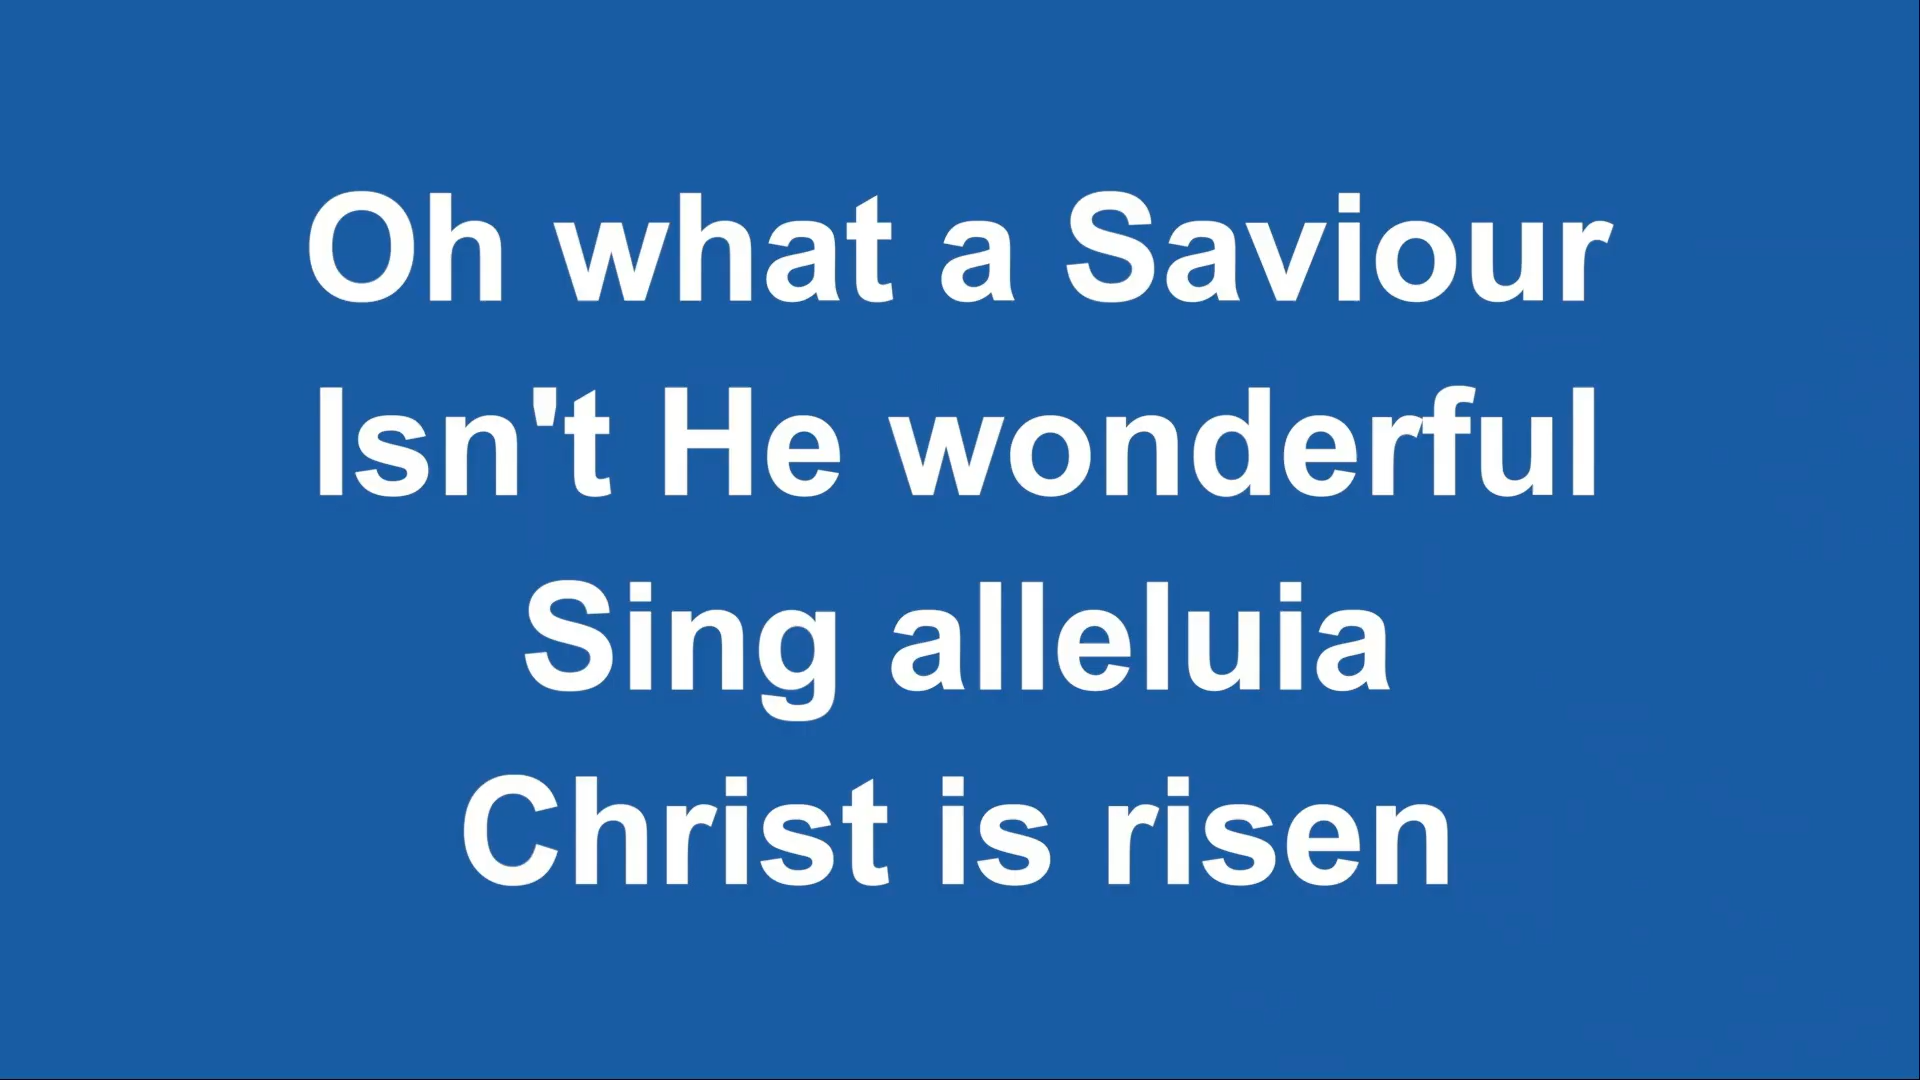 Oh what a Saviour
Isn't He wonderful
Sing alleluia
Christ is risen